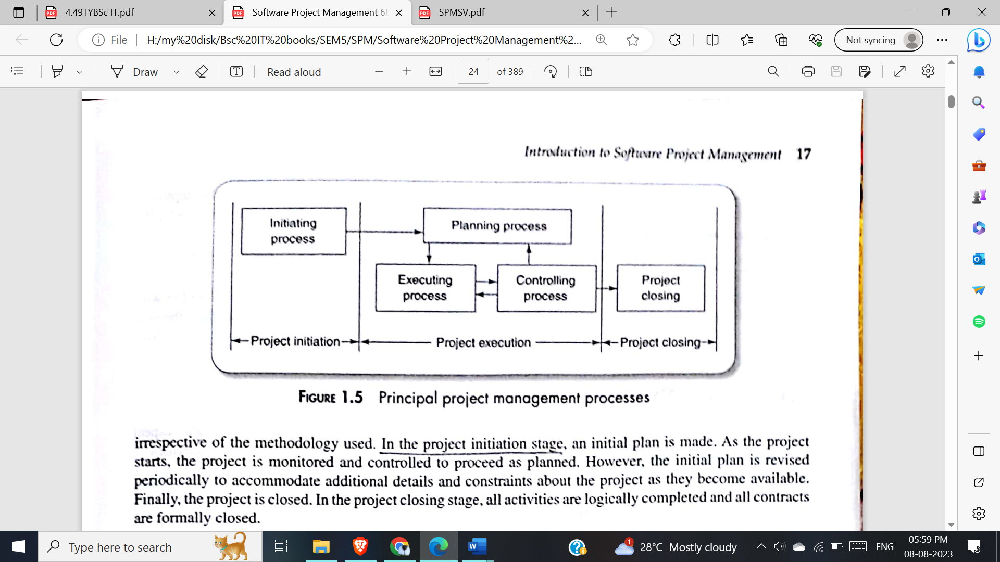 4.49TYBSc IT.pdf
Software Project Management 6t
SPMSV.pdf
File
H:/my%20disk/Bsc%20IT%20books/SEM5/SPM/Software%20Project%20Management%2...
Not syncing
Draw
Read aloud
24
of 389
Introduction to Software Project Management 17
Initiating
process
Planning process
Executing
process
Controlling
process
Project
closing
Project initiation
Project execution
Project closing
FIGURE 1.5 Principal project management processes
irrespective of the methodology used. In the project initiation stage, an initial plan is made. As the project
starts, the project is monitored and controlled to proceed as planned. However, the initial plan is revised
periodically to accommodate additional details and constraints about the project as they become available.
Finally, the project is closed. In the project closing stage, all activities are logically completed and all contracts
are formally closed.
Type here to search
1
28°C Mostly cloudy
ENG
05:59 PM
08-08-2023